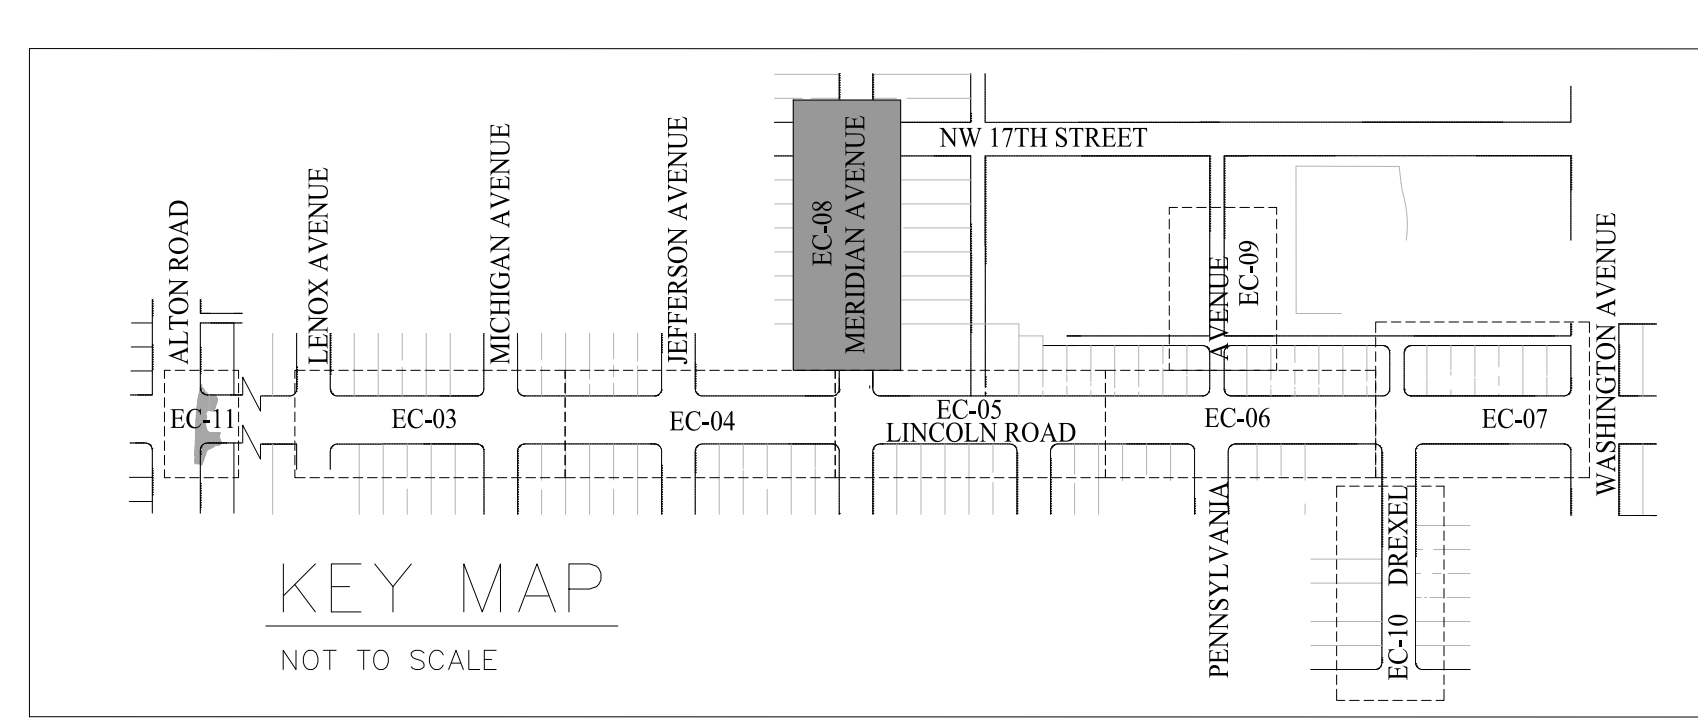 ALTON ROAD
LENOX AVENUE
MICHIGAN AVENUE
JEFFERSON AVENUE
EC-08
MERIDIAN AVENUE
NW 17TH STREET
AVENUE
EC-09
WASHINGTON AVENUE
EC-11
EC-03
EC-04
EC-05
LINCOLN ROAD
EC-06
EC-07
PENNSYLVANIA
EC-10 DREXEL
KEY MAP
NOT TO SCALE